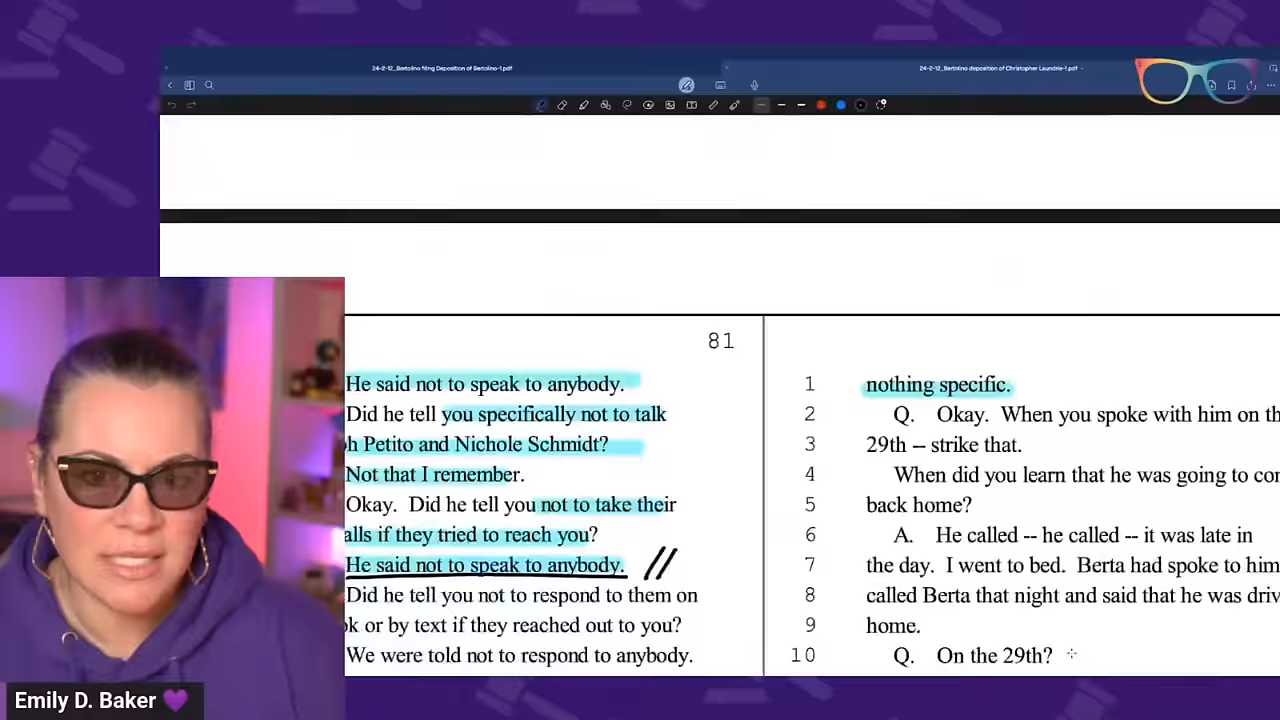 24-2-12_Bertolino filing Deposition of Bertolino-1.pdf
24-2-12_Bertolino deposition of Christopher Laundrie-1.pdf
81
He said not to speak to anybody.
Did he tell you specifically not to talk
h Petito and Nichole Schmidt?
Not that I remember.
Okay. Did he tell you not to take their
alls if they tried to reach you?
He said not to speak to anybody.
Did he tell you not to respond to them on
ok or by text if they reached out to you?
We were told not to respond to anybody.
1 nothing specific.
2 Q. Okay. When you spoke with him on th
3 29th -- strike that.
4 When did you learn that he was going to co
5 back home?
6 A. He called -- he called -- it was late in
7 the day. I went to bed. Berta had spoke to him
8 called Berta that night and said that he was driv
9 home.
10 Q. On the 29th?
Emily D. Baker 💜